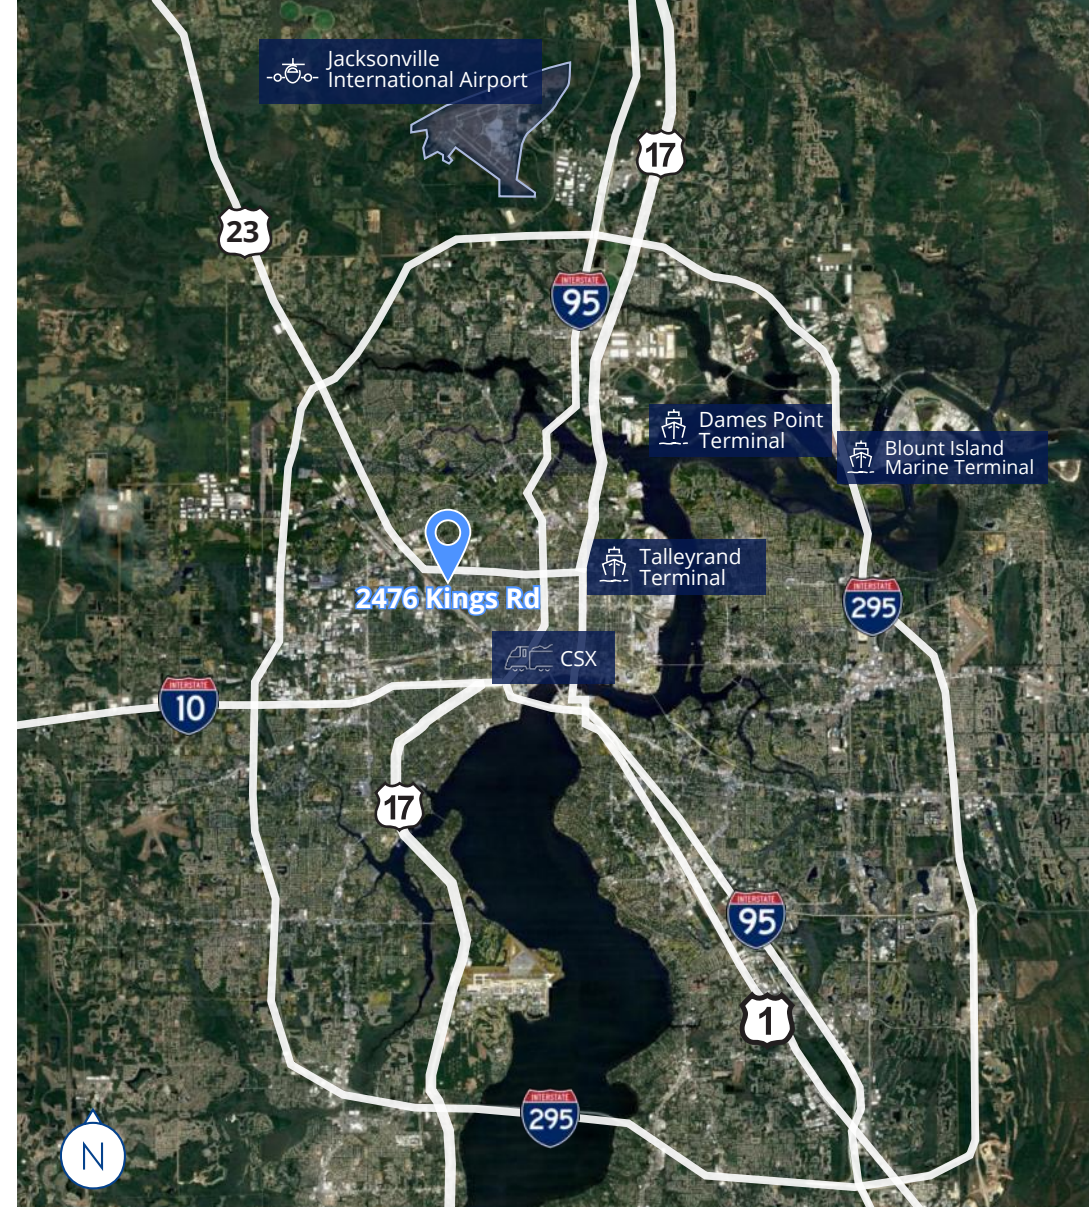 Jacksonville
International Airport
17
23
INTERSTATE
95
Dames Point
Terminal
Blount Island
Marine Terminal
Talleyrand
Terminal
2476 Kings Rd
INTERSTATE
295
CSX
INTERSTATE
10
17
INTERSTATE
95
1
INTERSTATE
295
N